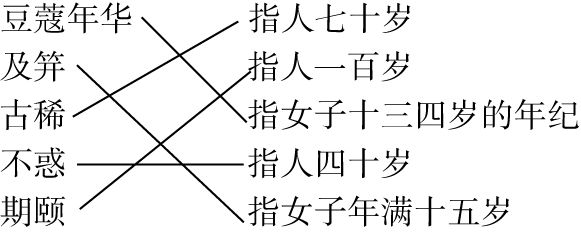 豆蔻年华 指人七十岁
及笄 指人一百岁
古稀 指女子十三四岁的年纪
不惑 指人四十岁
期颐 指女子年满十五岁